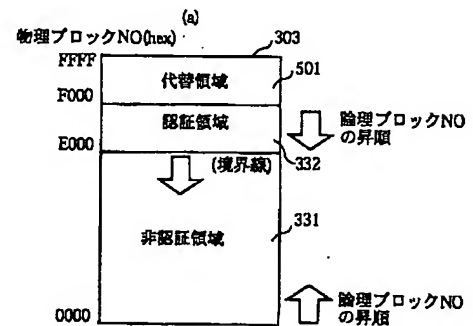 (a)
物理ブロックNO(hex)
303
FFFF
代替領域
501
F000
認証領域
論理ブロックNO
の昇順
E000
332
(境界線)
331
非認証領域
論理ブロックNO
の昇順
0000